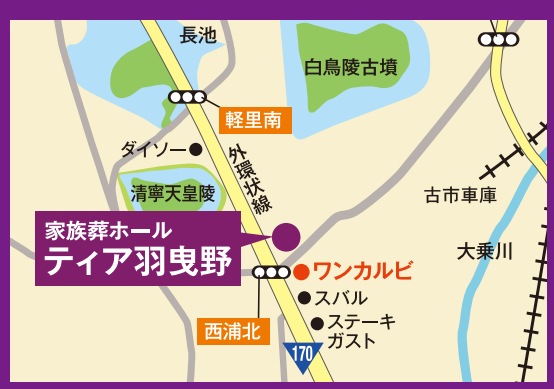 長池
白鳥陵古墳
軽里南
ダイソー
外環状線
清寧天皇陵
古市車庫
家族葬ホール
ティア羽曳野
大乗川
ワンカルビ
スバル
西浦北
ステーキ
ガスト
170